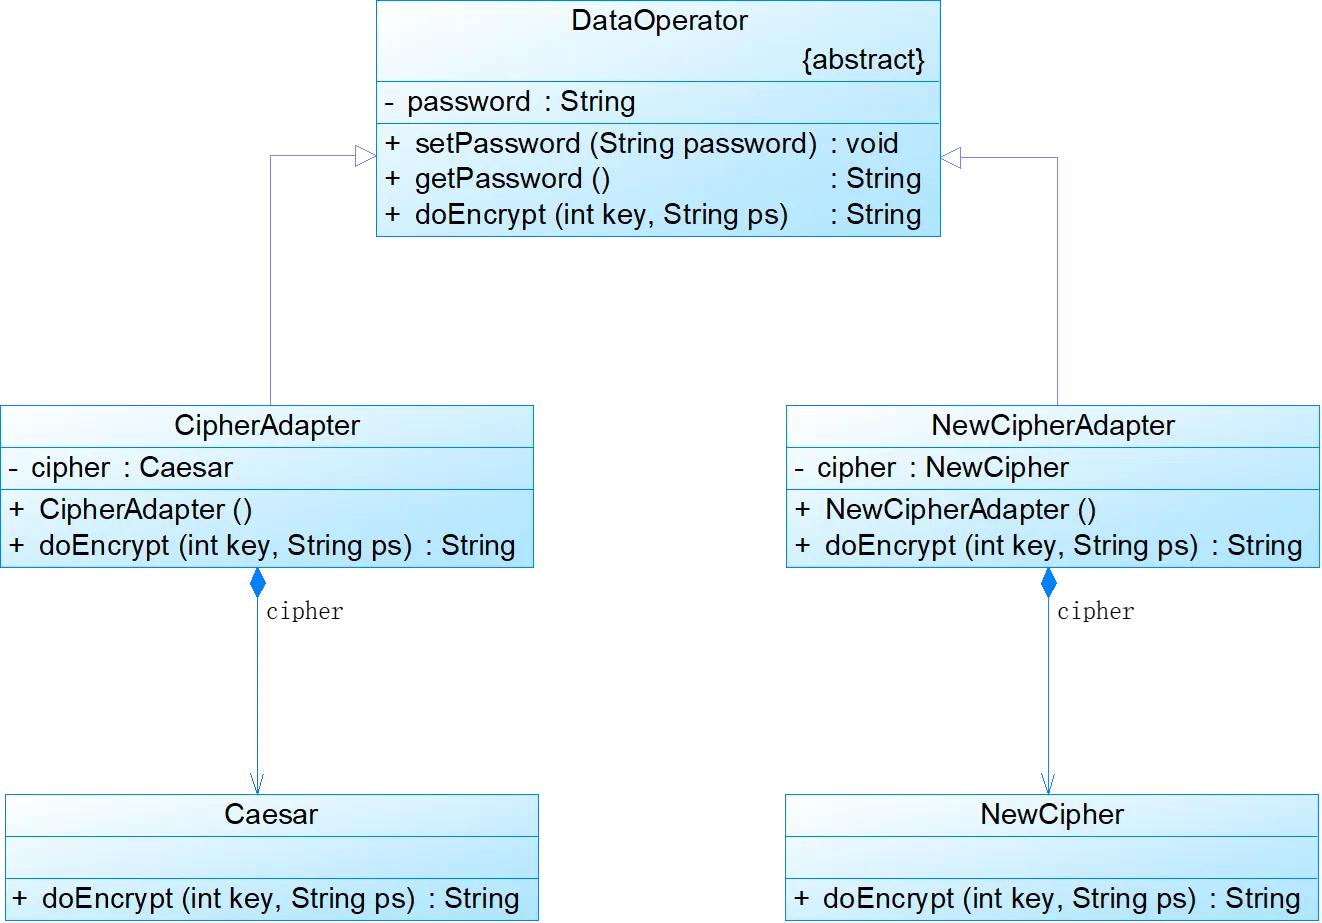 DataOperator
{abstract}
- password : String
+ setPassword (String password) : void
+ getPassword () : String
+ doEncrypt (int key, String ps) : String
CipherAdapter
- cipher : Caesar
+ CipherAdapter ()
+ doEncrypt (int key, String ps) : String
NewCipherAdapter
- cipher : NewCipher
+ NewCipherAdapter ()
+ doEncrypt (int key, String ps) : String
cipher
cipher
Caesar
+ doEncrypt (int key, String ps) : String
NewCipher
+ doEncrypt (int key, String ps) : String